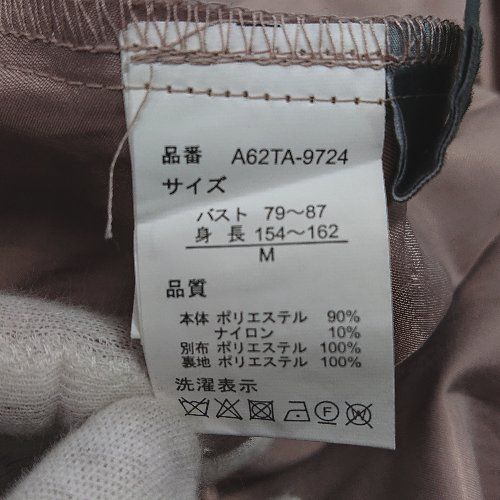 品番 A62TA-9724
サイズ
バスト 79～87
身長 154～162
M
品質
本体 ポリエステル 90%
ナイロン 10%
別布 ポリエステル 100%
裏地 ポリエステル 100%
洗濯表示